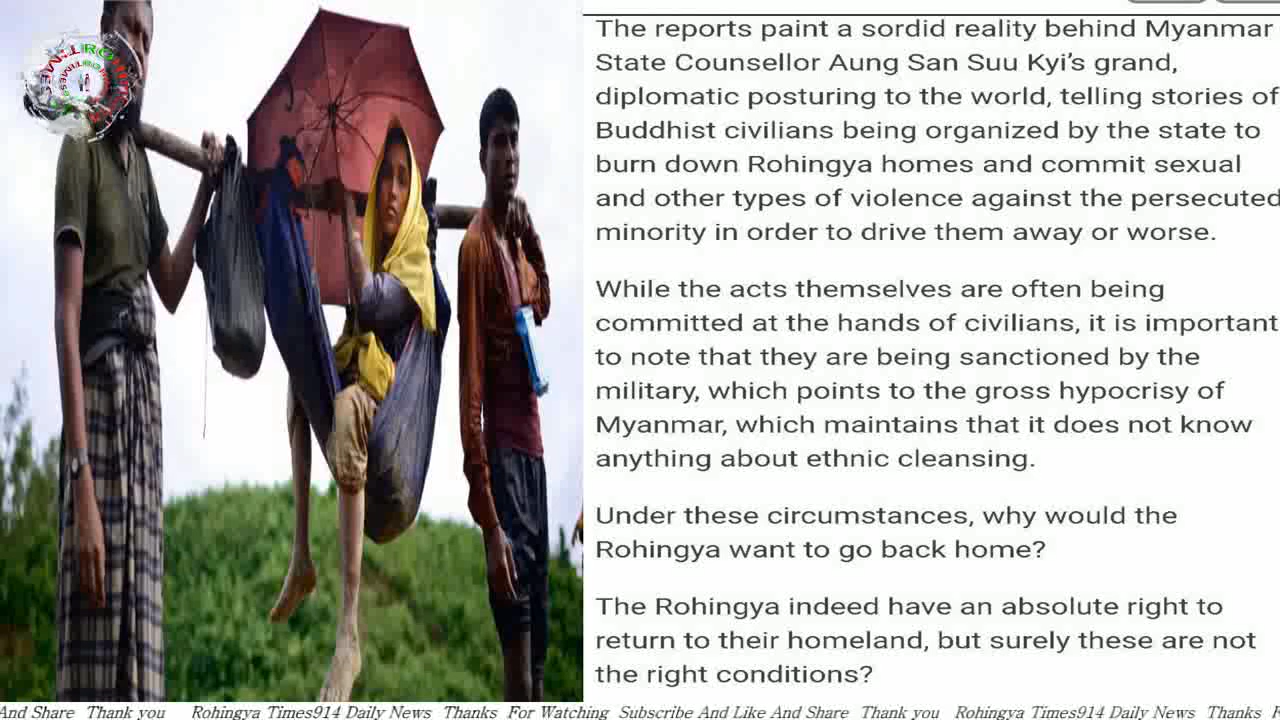 The reports paint a sordid reality behind Myanmar
State Counsellor Aung San Suu Kyi’s grand,
diplomatic posturing to the world, telling stories of
Buddhist civilians being organized by the state to
burn down Rohingya homes and commit sexual
and other types of violence against the persecuted
minority in order to drive them away or worse.
While the acts themselves are often being
committed at the hands of civilians, it is important
to note that they are being sanctioned by the
military, which points to the gross hypocrisy of
Myanmar, which maintains that it does not know
anything about ethnic cleansing.
Under these circumstances, why would the
Rohingya want to go back home?
The Rohingya indeed have an absolute right to
return to their homeland, but surely these are not
the right conditions?
And Share Thank you Rohingya Times914 Daily News Thanks For Watching Subscribe And Like And Share Thank you Rohingya Times914 Daily News Thanks